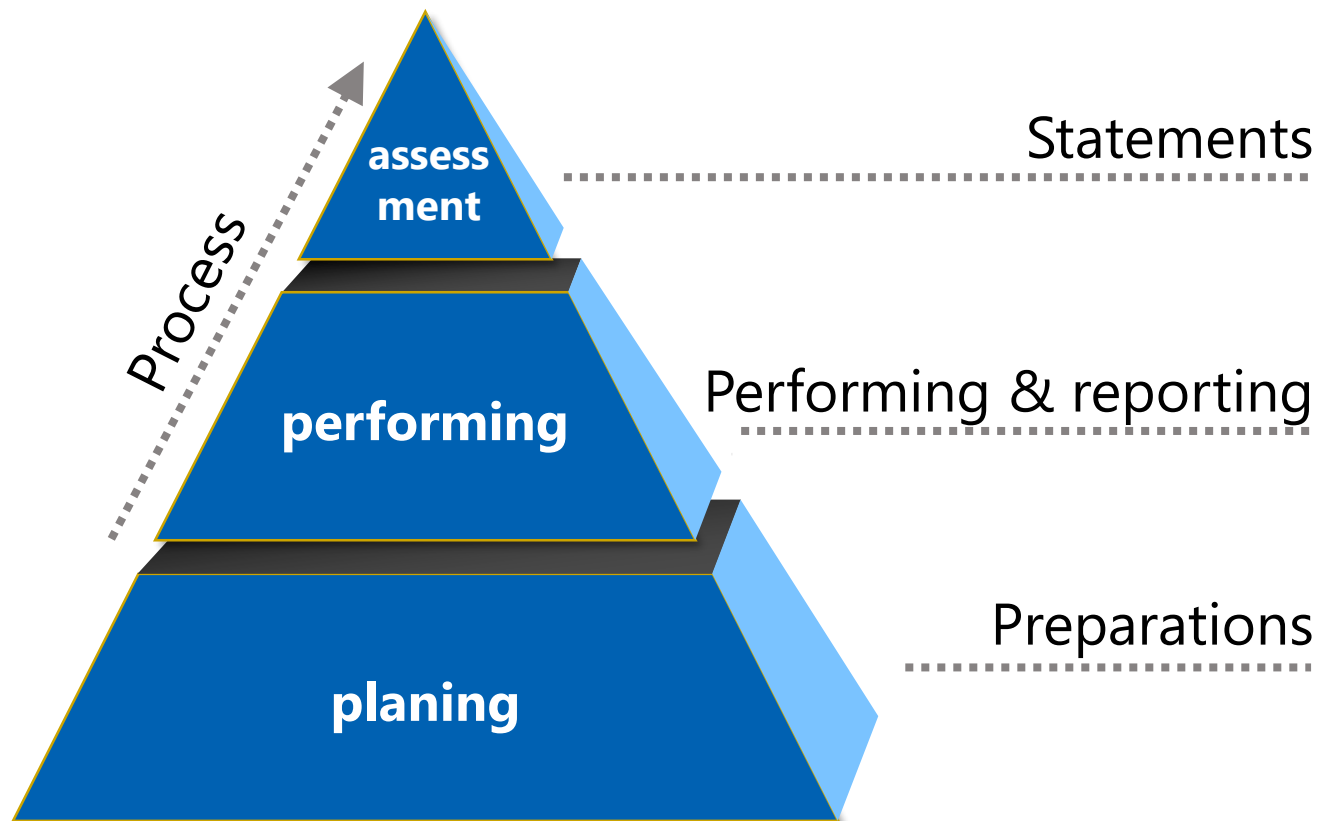 assess
ment
Statements
Process
performing
Performing & reporting
planing
Preparations